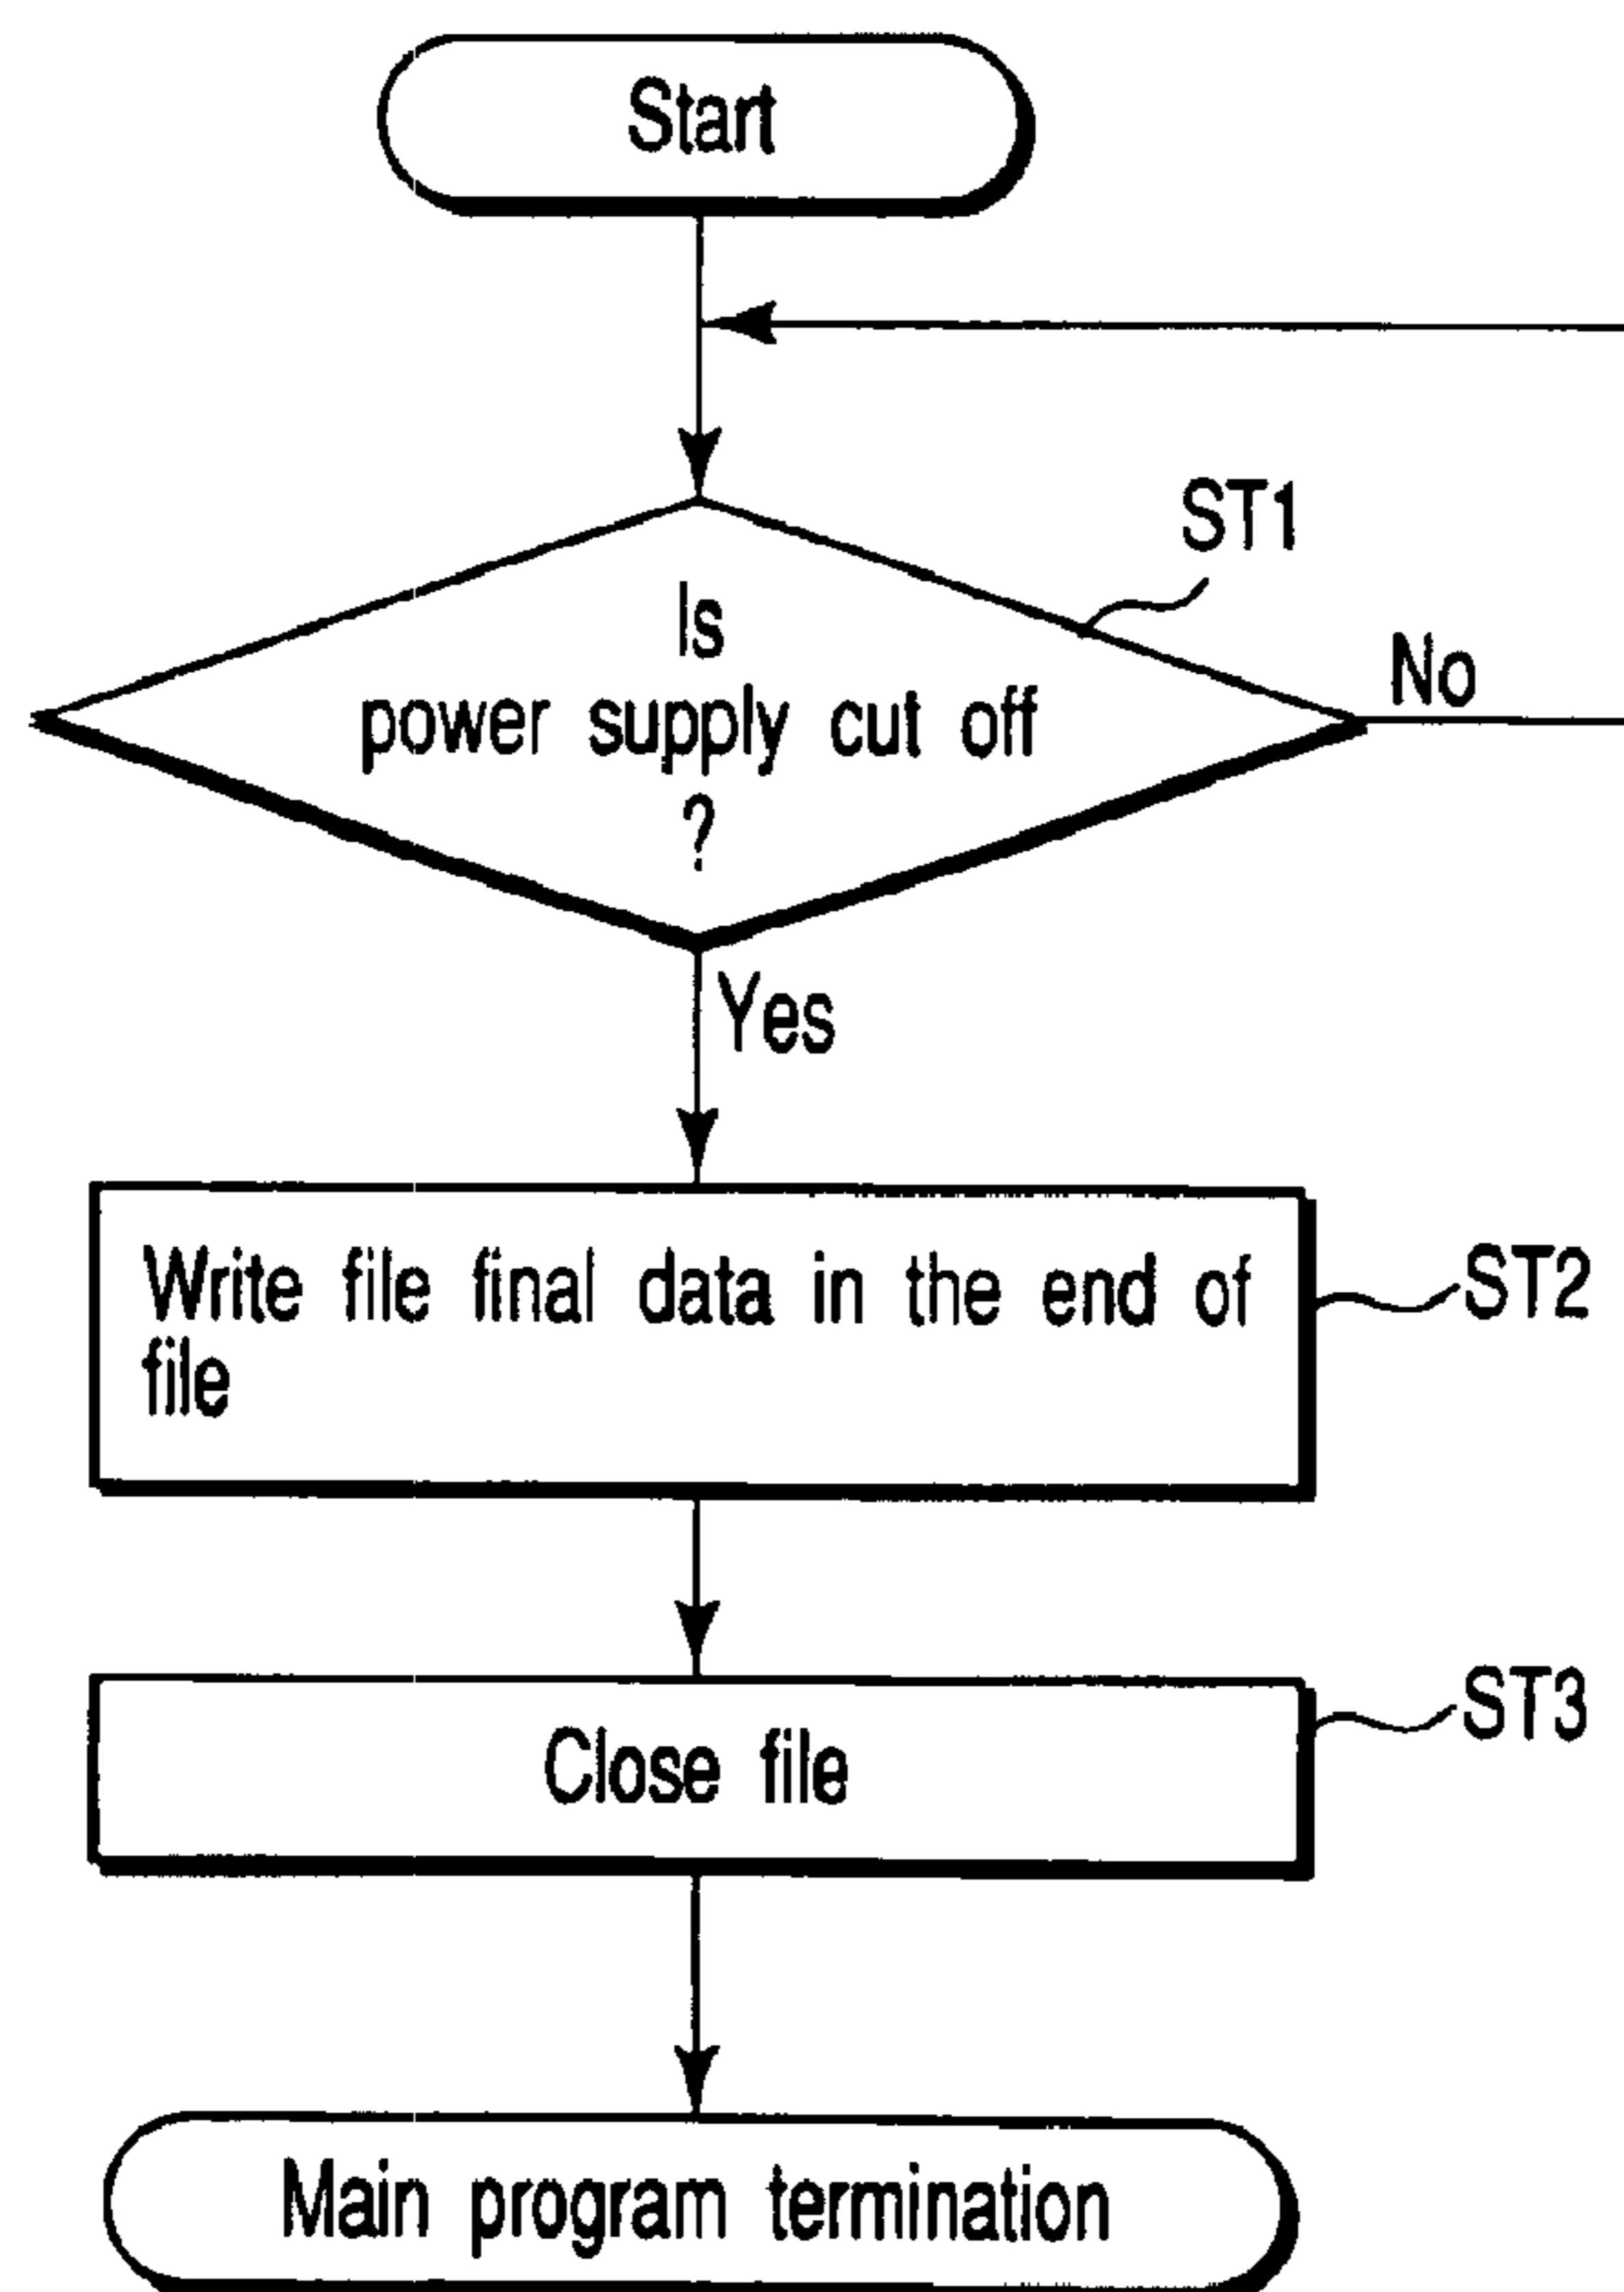 Start
ST1
Is
power supply cut off
?
No
Yes
Write file final data in the end of
file
ST2
Close file
ST3
Main program termination